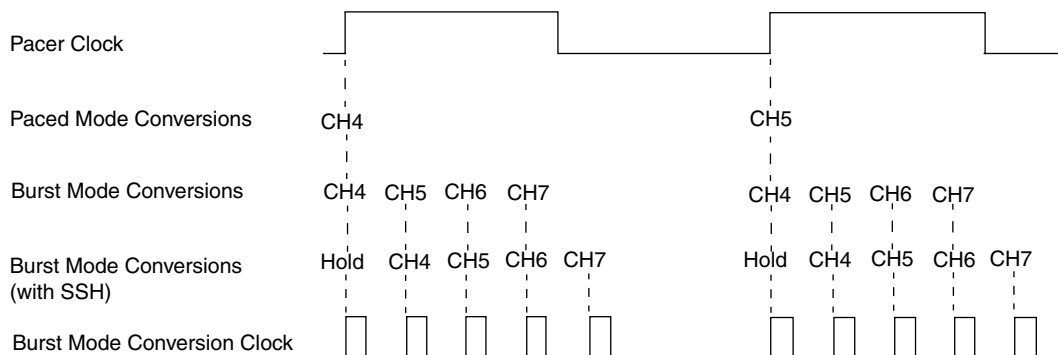 Pacer Clock
Paced Mode Conversions CH4 CH5
Burst Mode Conversions CH4 CH5 CH6 CH7 CH4 CH5 CH6 CH7
Burst Mode Conversions Hold CH4 CH5 CH6 CH7 Hold CH4 CH5 CH6 CH7
(with SSH)
Burst Mode Conversion Clock